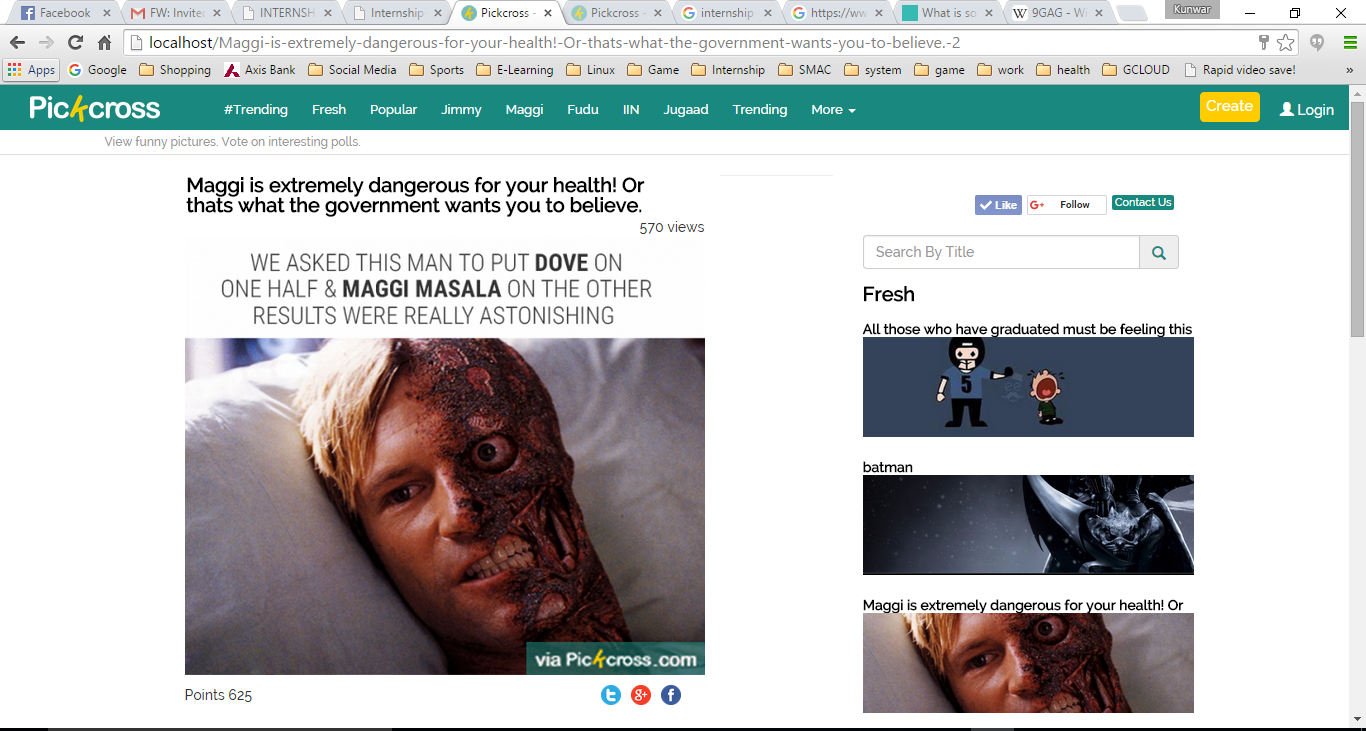 Facebook
FW: Invite
INTERNSH
Internship
Pickcross -
Pickcross -
internship
https://ww
What is so
9GAG - Wi
Kunwar
localhost/Maggi-is-extremely-dangerous-for-your-health!-Or-thats-what-the-government-wants-you-to-believe.-2
Apps
Google
Shopping
Axis Bank
Social Media
Sports
E-Learning
Linux
Game
Internship
SMAC
system
game
work
health
GCLOUD
Rapid video save!
»
Pickcross
#Trending
Fresh
Popular
Jimmy
Maggi
Fudu
IIN
Jugaad
Trending
More
Create
Login
View funny pictures. Vote on interesting polls.
Maggi is extremely dangerous for your health! Or
thats what the government wants you to believe.
570 views
WE ASKED THIS MAN TO PUT DOVE ON
ONE HALF & MAGGI MASALA ON THE OTHER
RESULTS WERE REALLY ASTONISHING
via Pickcross.com
Points 625
Like
G+ Follow
Contact Us
Search By Title
Fresh
All those who have graduated must be feeling this
5
batman
Maggi is extremely dangerous for your health! Or